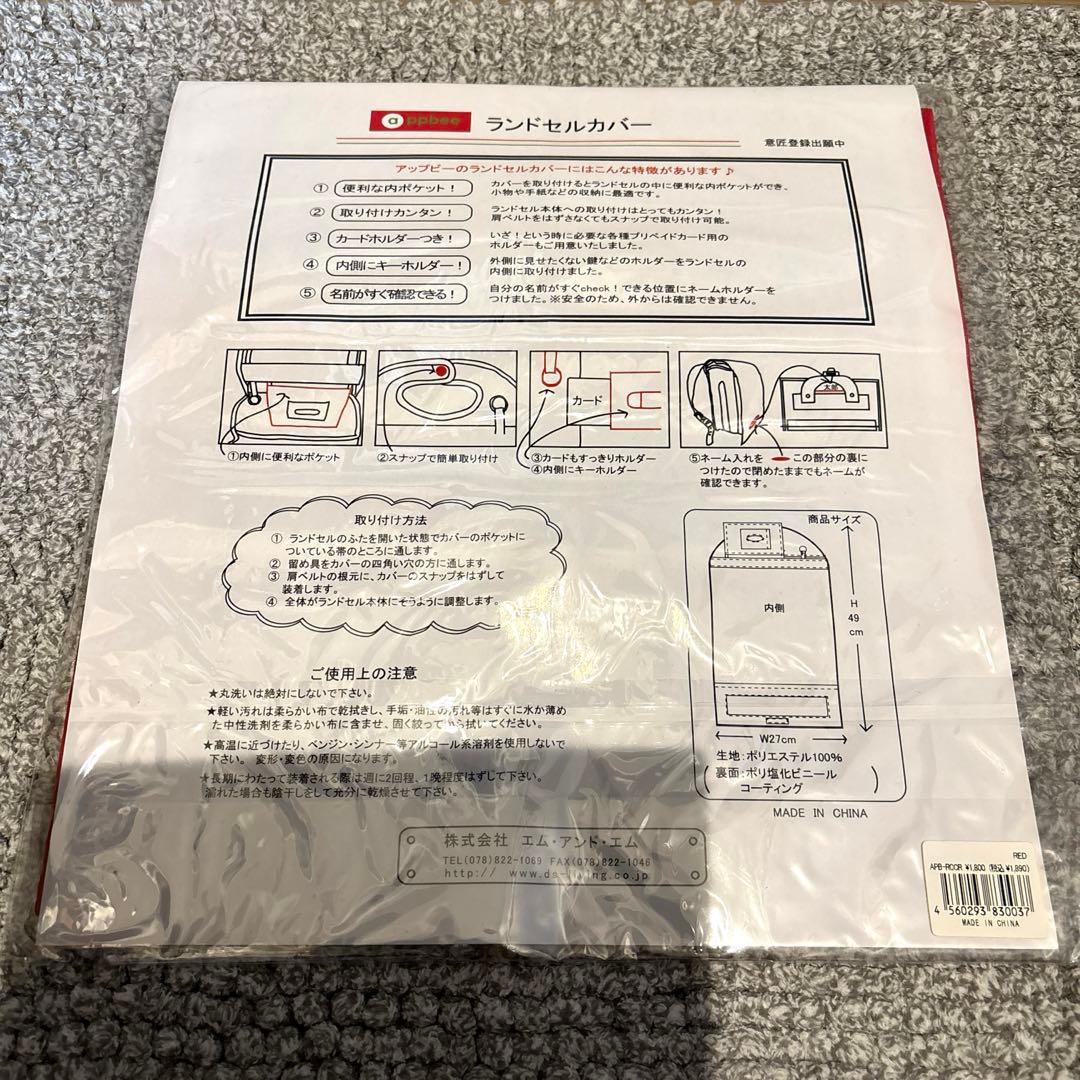 appbee ランドセルカバー
意匠登録出願中
アップビーのランドセルカバーにはこんな特徴があります♪
① 便利な内ポケット！
カバーを取り付けるとランドセルの中に便利な内ポケットができ、
小物や手紙などの収納に最適です。
② 取り付けカンタン！
ランドセル本体への取り付けはとってもカンタン！
肩ベルトをはずさなくてもスナップで取り付け可能。
③ カードホルダーつき！
いざ！という時に必要な各種プリペイドカード用の
ホルダーもご用意いたしました。
④ 内側にキーホルダー！
外側に見せたくない鍵などのホルダーをランドセルの
内側に取り付けました。
⑤ 名前がすぐ確認できる！
自分の名前がすぐcheck！できる位置にネームホルダーを
つけました。※安全のため、外からは確認できません。
カード
太郎
①内側に便利なポケット
②スナップで簡単取り付け
③カードもすっきりホルダー
④内側にキーホルダー
⑤ネーム入れを この部分の裏に
つけたので閉めたままでもネームが
確認できます。
取り付け方法
① ランドセルのふたを開いた状態でカバーのポケットに
ついている帯のところに通します。
② 留め具をカバーの四角い穴の方に通します。
③ 肩ベルトの根元に、カバーのスナップをはずして
装着します。
④ 全体がランドセル本体にそうように調整します。
商品サイズ
内側
H
49
cm
W27cm
生地：ポリエステル100%
（裏面：ポリ塩化ビニール
コーティング）
MADE IN CHINA
ご使用上の注意
★丸洗いは絶対にしないで下さい。
★軽い汚れは柔らかい布で乾拭きし、手垢・油性の汚れ等はすぐに水か薄め
た中性洗剤を柔らかい布に含ませ、固く絞ってから拭いてください。
★高温に近づけたり、ベンジン・シンナー等アルコール系溶剤を使用しないで
下さい。 変形・変色の原因になります。
★長期にわたって装着される際は週に2回程、1晩程度はずして下さい。
濡れた場合も陰干しをして充分に乾燥させて下さい。
株式会社 エム・アンド・エム
TEL(078)822-1069 FAX(078)822-1046
http:// www.ds-living.co.jp
RED
APB-RCOR ¥1,800 (税込¥1,890)
4 560293 830037
MADE IN CHINA